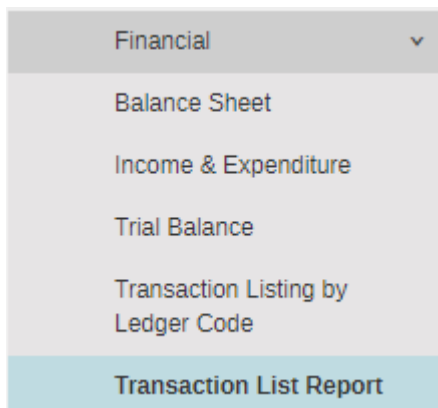 Financial
Balance Sheet
Income & Expenditure
Trial Balance
Transaction Listing by
Ledger Code
Transaction List Report